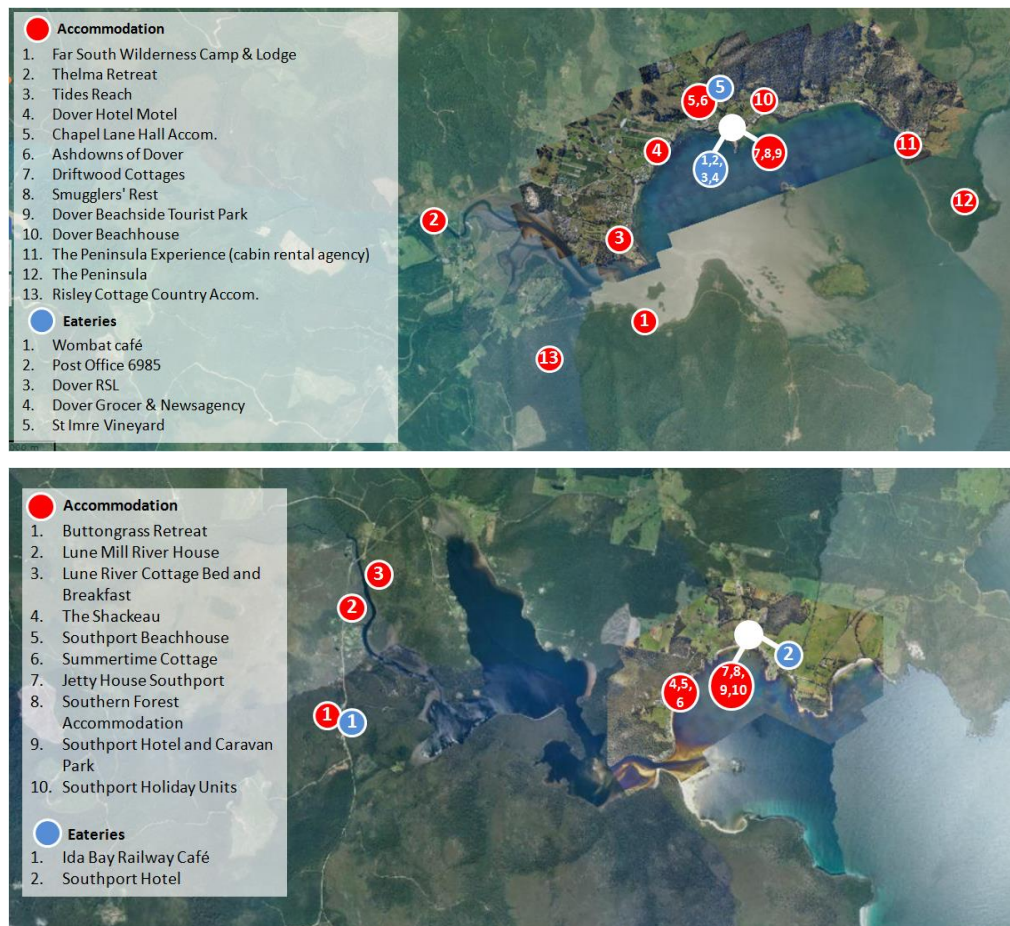 Accommodation
1. Far South Wilderness Camp & Lodge
2. Thelma Retreat
3. Tides Reach
4. Dover Hotel Motel
5. Chapel Lane Hall Accom.
6. Ashdowns of Dover
7. Driftwood Cottages
8. Smugglers' Rest
9. Dover Beachside Tourist Park
10. Dover Beachhouse
11. The Peninsula Experience (cabin rental agency)
12. The Peninsula
13. Risley Cottage Country Accom.
Eateries
1. Wombat café
2. Post Office 6985
3. Dover RSL
4. Dover Grocer & Newsagency
5. St Imre Vineyard
5
5,6
10
4
1,2,
3,4
7,8,9
11
12
2
3
1
13
Accommodation
1. Buttongrass Retreat
2. Lune Mill River House
3. Lune River Cottage Bed and
Breakfast
4. The Shackeau
5. Southport Beachhouse
6. Summertime Cottage
7. Jetty House Southport
8. Southern Forest
Accommodation
9. Southport Hotel and Caravan
Park
10. Southport Holiday Units
Eateries
1. Ida Bay Railway Café
2. Southport Hotel
3
2
1
1
4,5,
6
7,8,
9,10
2